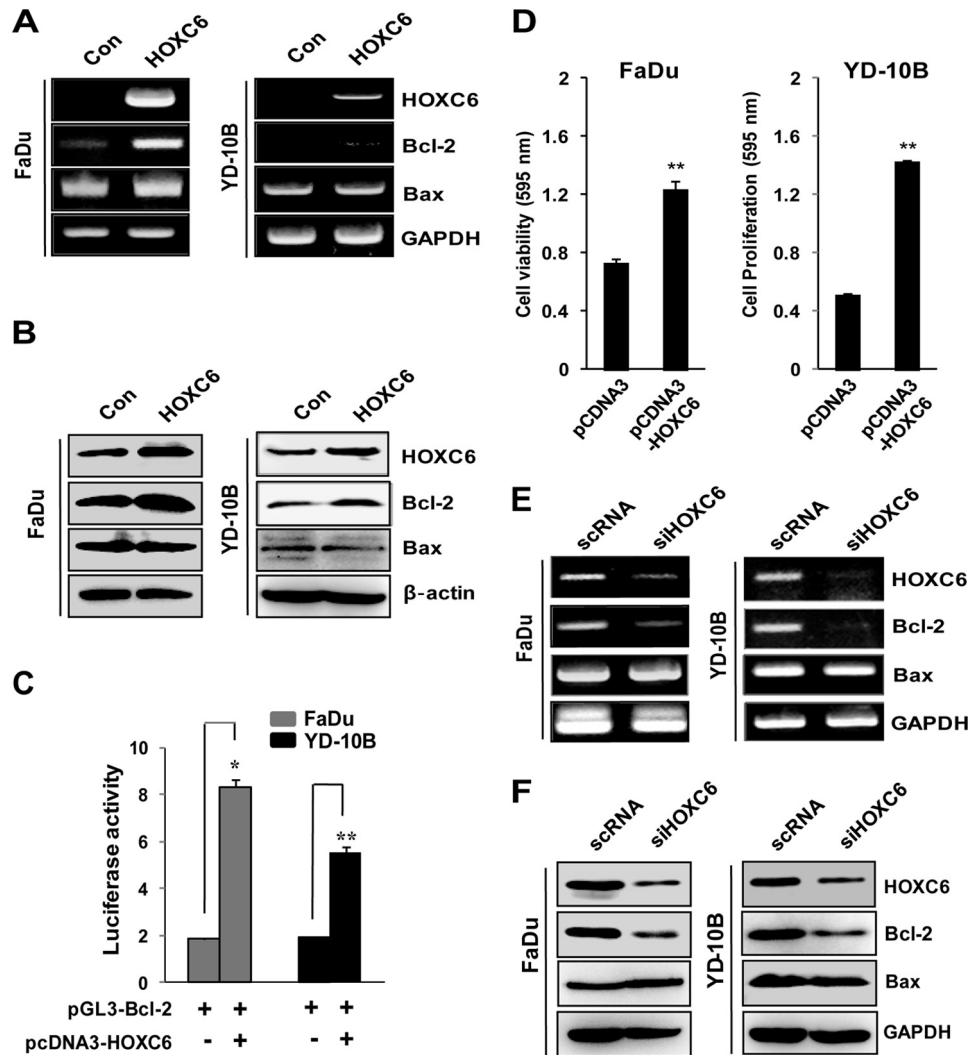 A
Con HOXC6
Con HOXC6
FaDu
YD-10B
HOXC6
Bcl-2
Bax
GAPDH
B
Con HOXC6
Con HOXC6
FaDu
YD-10B
HOXC6
Bcl-2
Bax
β-actin
C
FaDu
YD-10B
Luciferase activity
10
8
6
4
2
0
*
**
pGL3-Bcl-2 + + + +
pcDNA3-HOXC6 - + - +
D
FaDu
Cell viability (595 nm)
2
1.6
1.2
0.8
0.4
0
**
pCDNA3
pCDNA3
-HOXC6
YD-10B
Cell Proliferation (595 nm)
2
1.6
1.2
0.8
0.4
0
**
pCDNA3
pCDNA3
-HOXC6
E
scRNA siHOXC6
scRNA siHOXC6
FaDu
YD-10B
HOXC6
Bcl-2
Bax
GAPDH
F
scRNA siHOXC6
scRNA siHOXC6
FaDu
YD-10B
HOXC6
Bcl-2
Bax
GAPDH